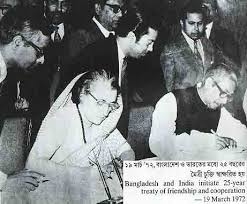 ১৯ মার্চ '৭২, বাংলাদেশ ও ভারতের মধ্যে ২৫ বছরের
মৈত্রী চুক্তি স্বাক্ষরিত হয়
Bangladesh and India initiate 25-year
treaty of friendship and cooperation
— 19 March 1972